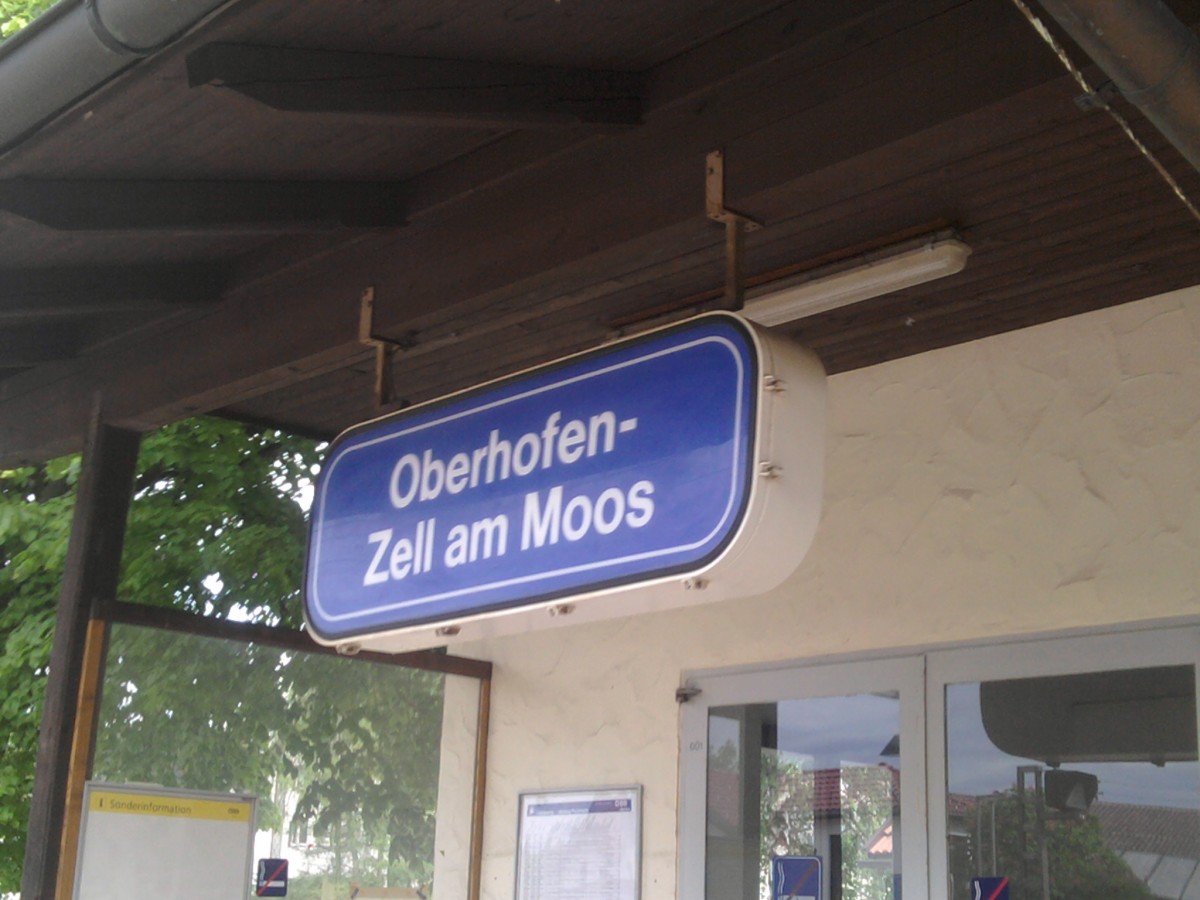 Oberhofen-
Zell am Moos
i Sonderinformation